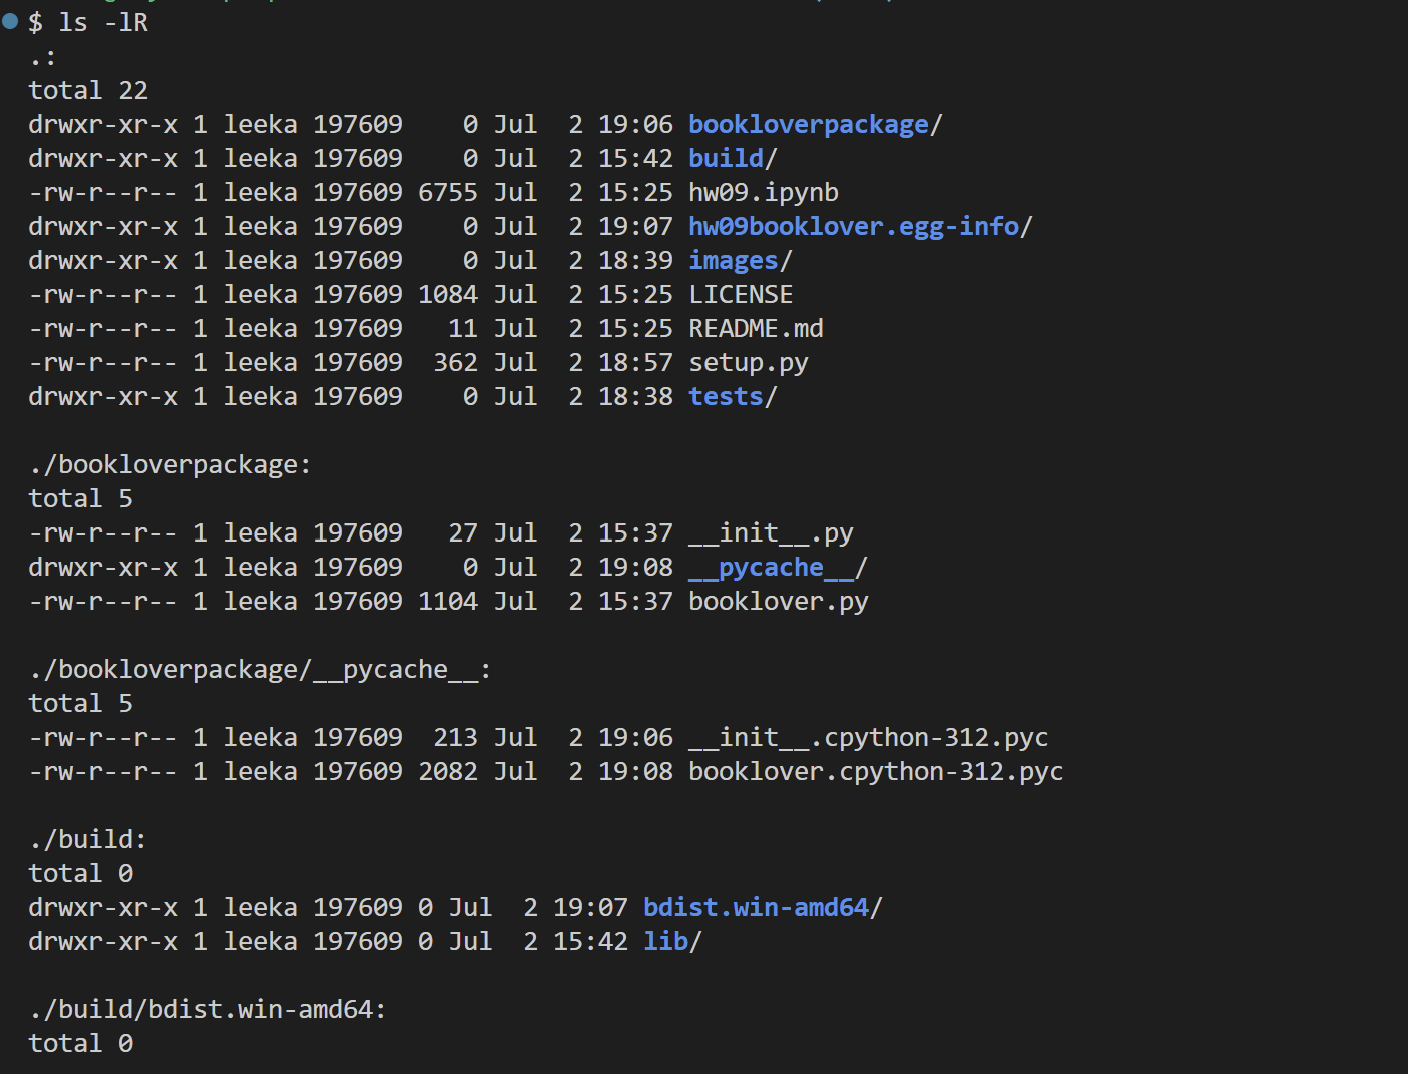 $ ls -lR
.:
total 22
drwxr-xr-x 1 leeka 197609    0 Jul  2 19:06 bookloverpackage/
drwxr-xr-x 1 leeka 197609    0 Jul  2 15:42 build/
-rw-r--r-- 1 leeka 197609 6755 Jul  2 15:25 hw09.ipynb
drwxr-xr-x 1 leeka 197609    0 Jul  2 19:07 hw09booklover.egg-info/
drwxr-xr-x 1 leeka 197609    0 Jul  2 18:39 images/
-rw-r--r-- 1 leeka 197609 1084 Jul  2 15:25 LICENSE
-rw-r--r-- 1 leeka 197609   11 Jul  2 15:25 README.md
-rw-r--r-- 1 leeka 197609  362 Jul  2 18:57 setup.py
drwxr-xr-x 1 leeka 197609    0 Jul  2 18:38 tests/

./bookloverpackage:
total 5
-rw-r--r-- 1 leeka 197609   27 Jul  2 15:37 __init__.py
drwxr-xr-x 1 leeka 197609    0 Jul  2 19:08 __pycache__/
-rw-r--r-- 1 leeka 197609 1104 Jul  2 15:37 booklover.py

./bookloverpackage/__pycache__:
total 5
-rw-r--r-- 1 leeka 197609  213 Jul  2 19:06 __init__.cpython-312.pyc
-rw-r--r-- 1 leeka 197609 2082 Jul  2 19:08 booklover.cpython-312.pyc

./build:
total 0
drwxr-xr-x 1 leeka 197609 0 Jul  2 19:07 bdist.win-amd64/
drwxr-xr-x 1 leeka 197609 0 Jul  2 15:42 lib/

./build/bdist.win-amd64:
total 0